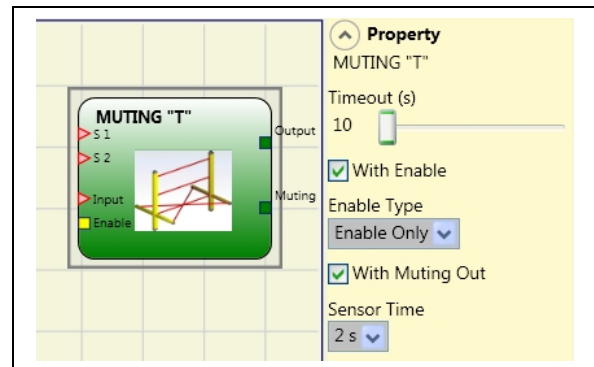 MUTING "T"
S 1
S 2
Input
Enable
Output
Muting
Property
MUTING "T"
Timeout (s)
10
With Enable
Enable Type
Enable Only
With Muting Out
Sensor Time
2 s